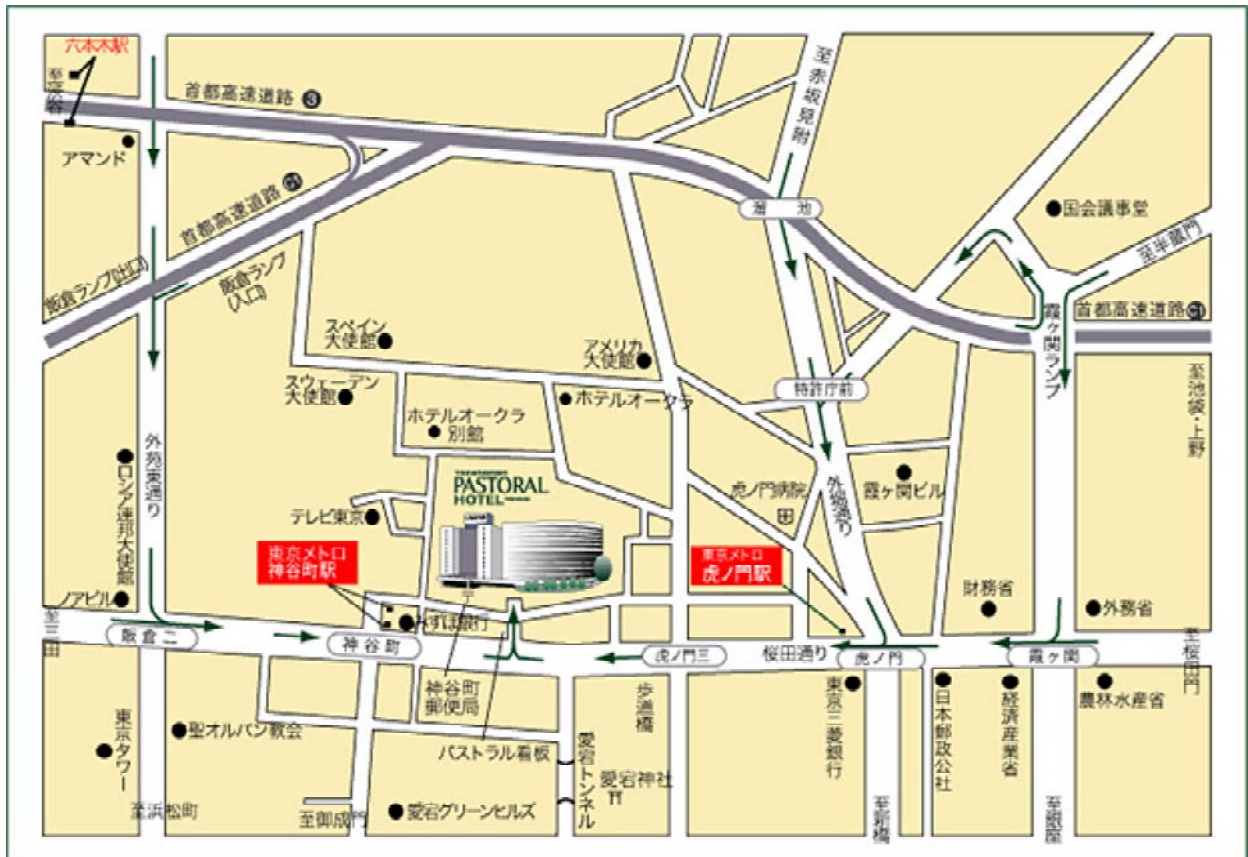 六本木駅
至渋谷
首都高速道路 3
アマンド
首都高速道路 C1
飯倉ランプ(出口)
飯倉ランプ
(入口)
至赤坂見附
溜池
国会議事堂
至半蔵門
首都高速道路 C1
霞ヶ関ランプ
至池袋・上野
スペイン
大使館
アメリカ
大使館
スウェーデン
大使館
ホテルオークラ
特許庁前
ホテルオークラ
別館
外苑東通り
ロシア連邦大使館
PASTORAL
HOTEL
虎ノ門病院
外堀通り
霞ヶ関ビル
テレビ東京
東京メトロ
神谷町駅
東京メトロ
虎ノ門駅
財務省
外務省
ノアビル
みずほ銀行
至三田
飯倉二
神谷町
虎ノ門三
桜田通り
虎ノ門
霞ヶ関
至桜田門
神谷町
郵便局
歩道橋
東京三菱銀行
日本郵政公社
経済産業省
農林水産省
東京タワー
聖オルバン教会
パストラル看板
愛宕トンネル
愛宕神社
至浜松町
至御成門
愛宕グリーンヒルズ
至新橋
至銀座